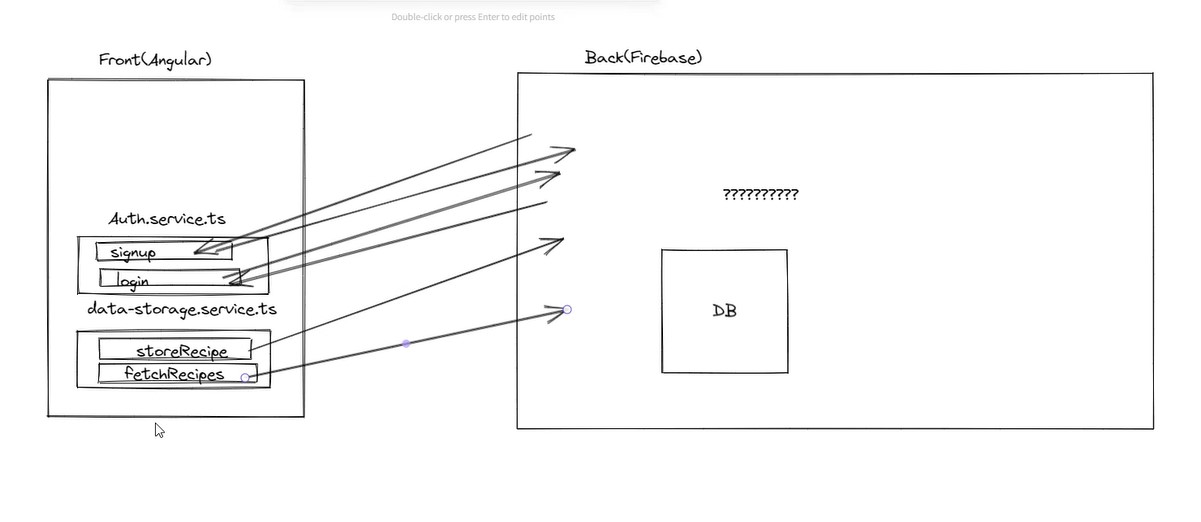 Double-click or press Enter to edit points
Front(Angular)
Back(Firebase)
??????????
Auth.service.ts
signup
login
data-storage.service.ts
storeRecipe
fetchRecipes
DB